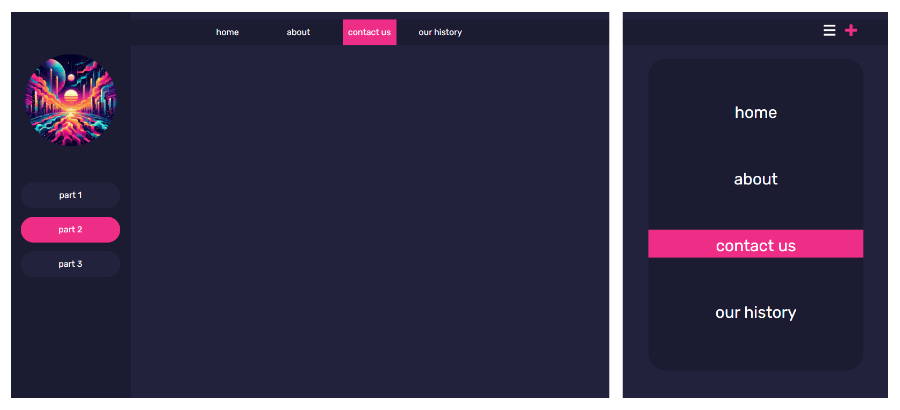 home about contact us our history
part 1
part 2
part 3
home
about
contact us
our history